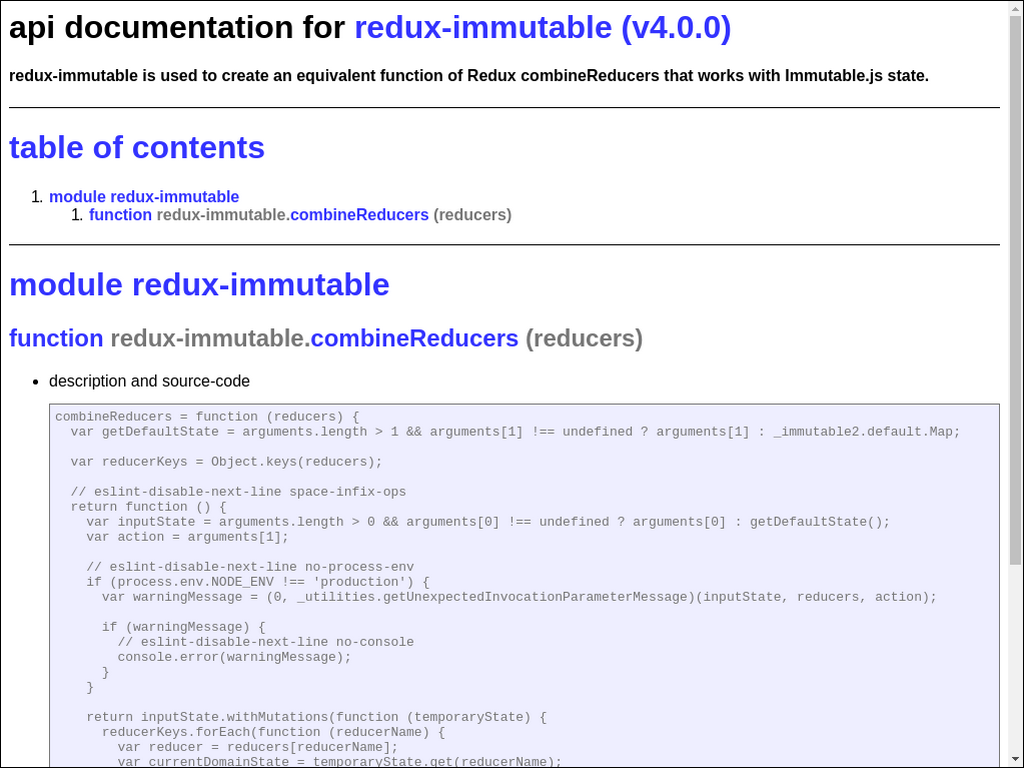 api documentation for redux-immutable (v4.0.0)
redux-immutable is used to create an equivalent function of Redux combineReducers that works with Immutable.js state.
table of contents
1. module redux-immutable
1. function redux-immutable.combineReducers (reducers)
module redux-immutable
function redux-immutable.combineReducers (reducers)
• description and source-code
combineReducers = function (reducers) {
  var getDefaultState = arguments.length > 1 && arguments[1] !== undefined ? arguments[1] : _immutable2.default.Map;
  var reducerKeys = Object.keys(reducers);
  // eslint-disable-next-line space-infix-ops
  return function () {
    var inputState = arguments.length > 0 && arguments[0] !== undefined ? arguments[0] : getDefaultState();
    var action = arguments[1];
    // eslint-disable-next-line no-process-env
    if (process.env.NODE_ENV !== 'production') {
      var warningMessage = (0, _utilities.getUnexpectedInvocationParameterMessage)(inputState, reducers, action);
      if (warningMessage) {
        // eslint-disable-next-line no-console
        console.error(warningMessage);
      }
    }
    return inputState.withMutations(function (temporaryState) {
      reducerKeys.forEach(function (reducerName) {
        var reducer = reducers[reducerName];
        var currentDomainState = temporaryState.get(reducerName);